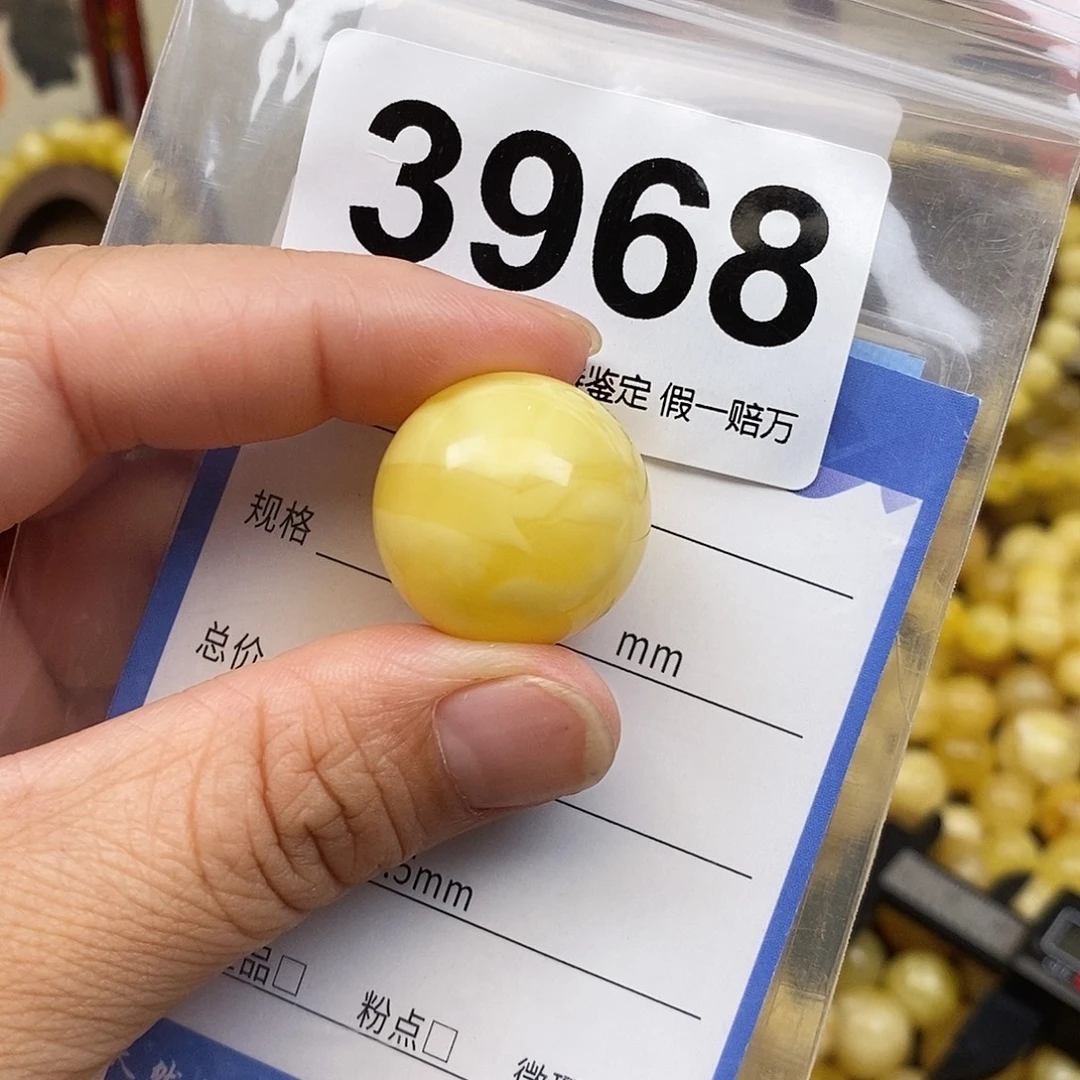 3968
鉴定 假一赔万
规格
mm
总价
5mm
品□
粉点□